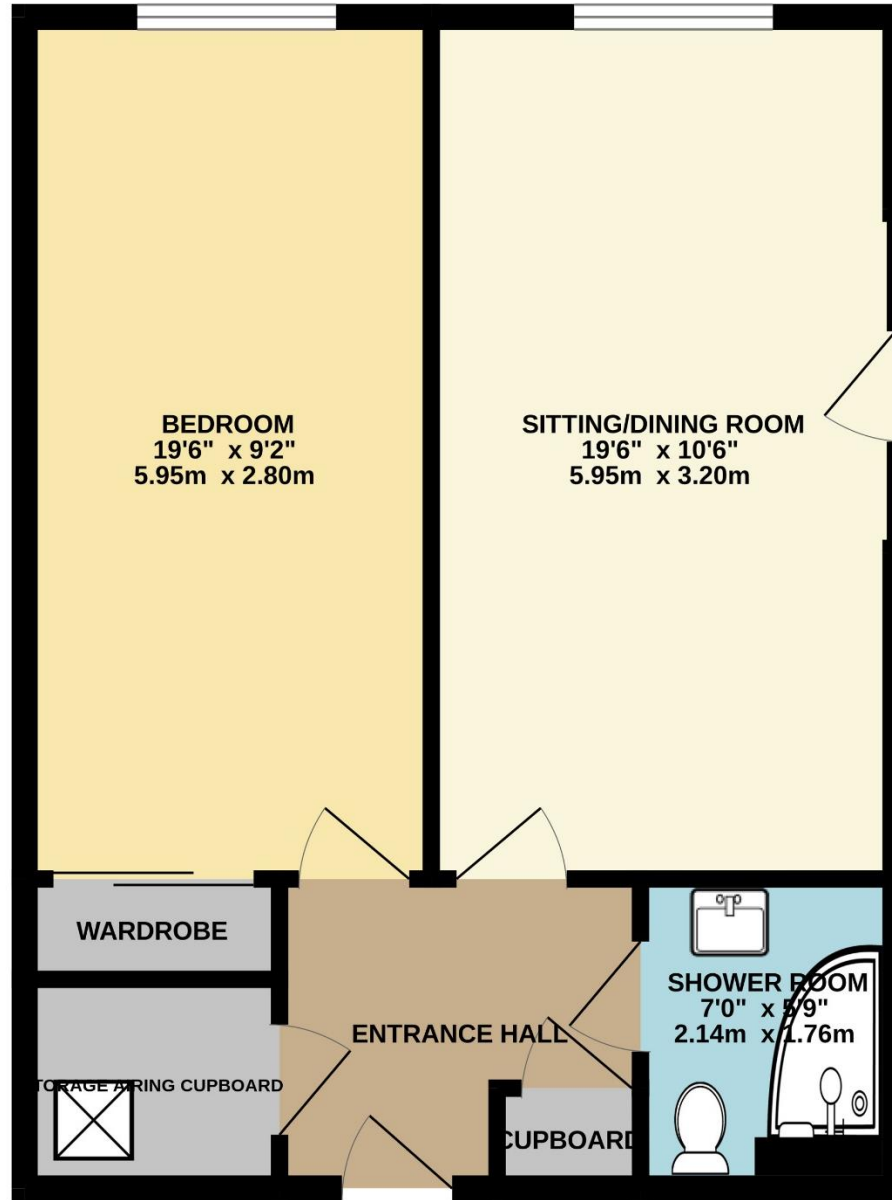 BEDROOM
19'6" x 9'2"
5.95m x 2.80m
SITTING/DINING ROOM
19'6" x 10'6"
5.95m x 3.20m
WARDROBE
SHOWER ROOM
7'0" x 5'9"
2.14m x 1.76m
ENTRANCE HALL
TORAGE AIRING CUPBOARD
CUPBOARD